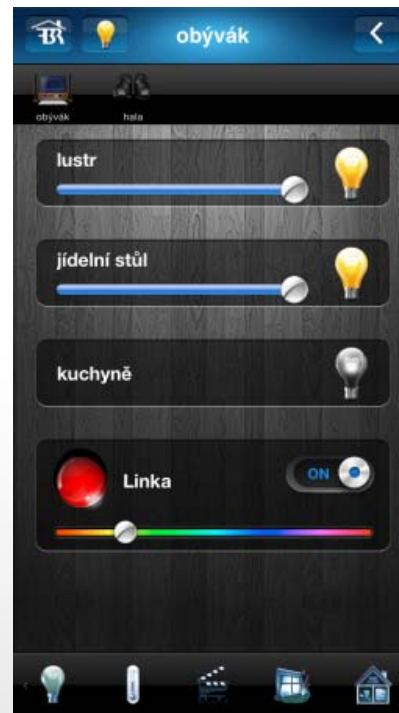 obývák
obývák
hala
lustr
jídelní stůl
kuchyně
Linka
ON